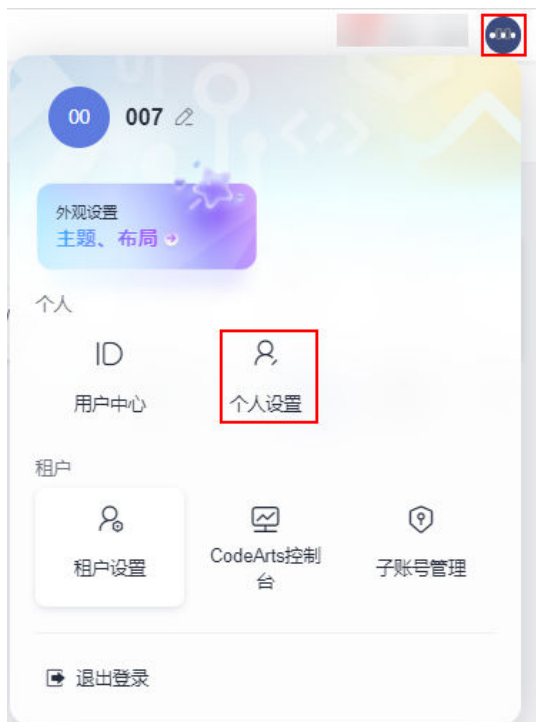 00 007
外观设置
主题、布局
个人
ID
用户中心 个人设置
租户
租户设置 CodeArts控制
台 子账号管理
退出登录